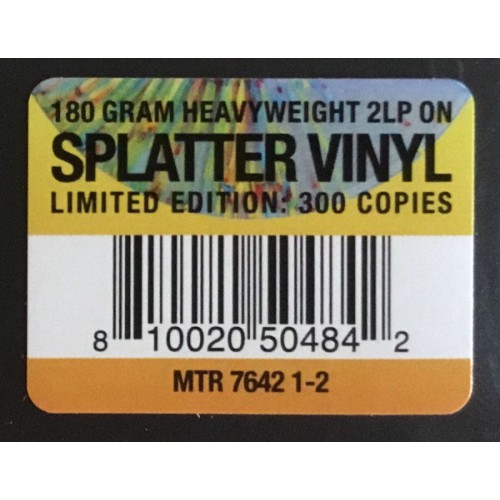 180 GRAM HEAVYWEIGHT 2LP ON
SPLATTER VINYL
LIMITED EDITION: 300 COPIES
8 10020 50484 2
MTR 7642 1-2